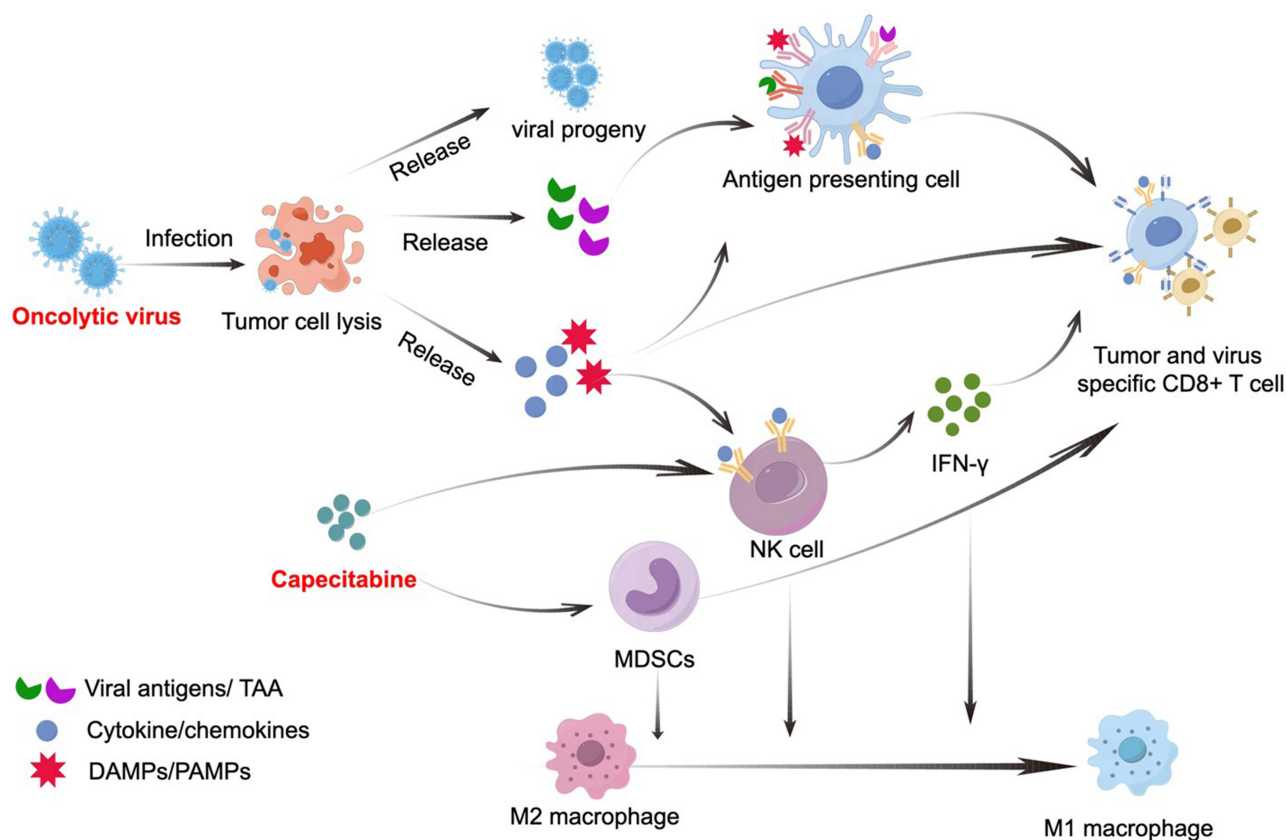 viral progeny
Release
Antigen presenting cell
Infection
Release
Oncolytic virus
Tumor cell lysis
Release
Tumor and virus
specific CD8+ T cell
IFN-γ
NK cell
Capecitabine
MDSCs
Viral antigens/ TAA
Cytokine/chemokines
DAMPs/PAMPs
M2 macrophage
M1 macrophage